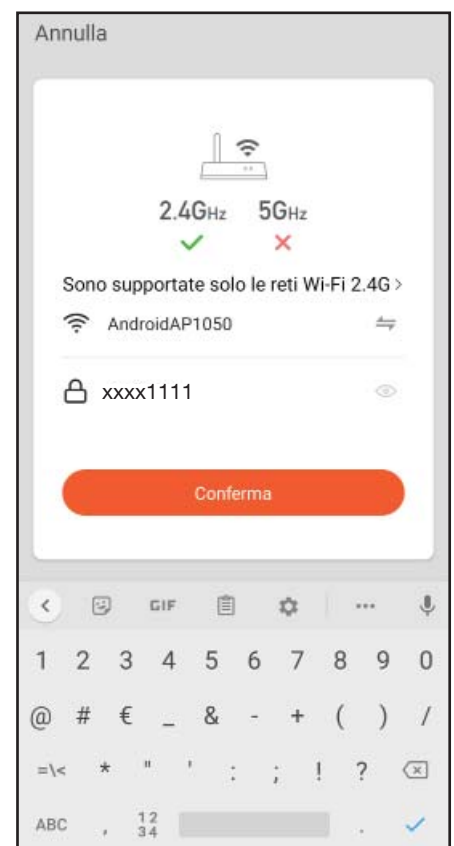 Annulla
2.4GHz 5GHz
Sono supportate solo le reti Wi-Fi 2.4G >
AndroidAP1050
xxxx1111
Conferma
GIF
1 2 3 4 5 6 7 8 9 0
@ # € _ & - + ( ) /
=\< * " ' : ; ! ?
ABC , 12 34 .